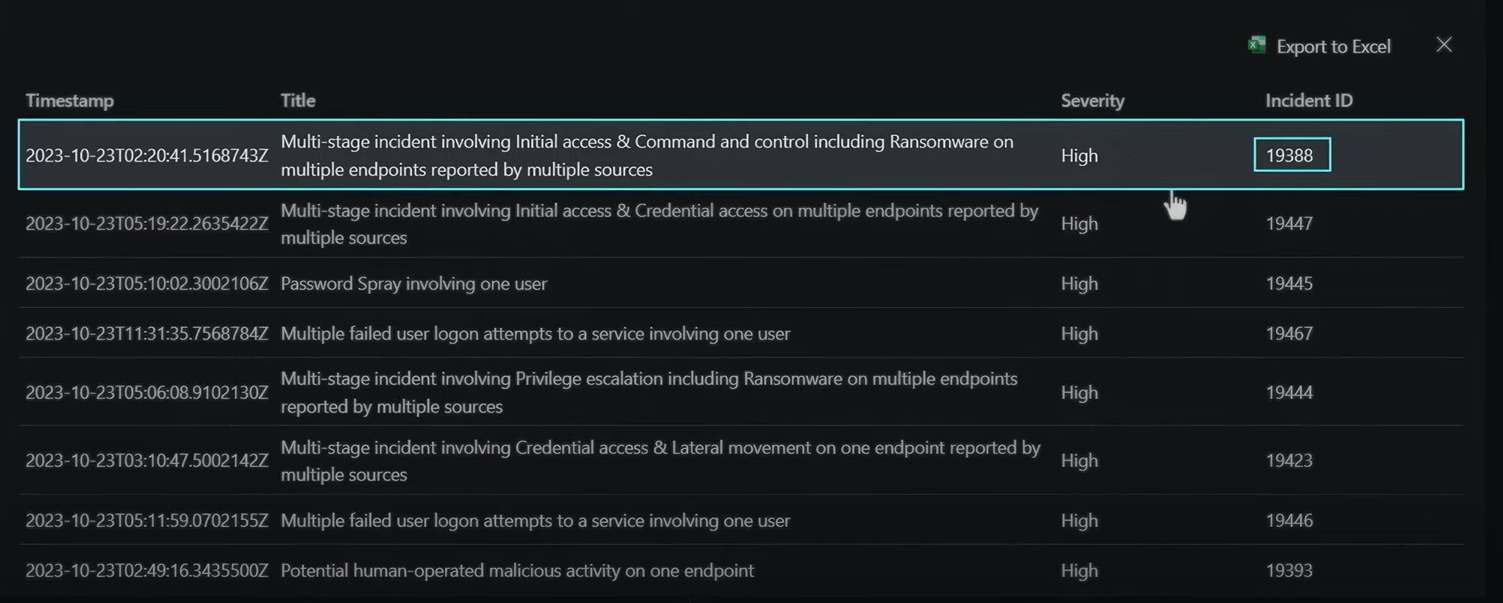 Export to Excel
Timestamp Title Severity Incident ID
2023-10-23T02:20:41.5168743Z Multi-stage incident involving Initial access & Command and control including Ransomware on High 19388
multiple endpoints reported by multiple sources
2023-10-23T05:19:22.2635422Z Multi-stage incident involving Initial access & Credential access on multiple endpoints reported by High 19447
multiple sources
2023-10-23T05:10:02.3002106Z Password Spray involving one user High 19445
2023-10-23T11:31:35.7568784Z Multiple failed user logon attempts to a service involving one user High 19467
2023-10-23T05:06:08.9102130Z Multi-stage incident involving Privilege escalation including Ransomware on multiple endpoints High 19444
reported by multiple sources
2023-10-23T03:10:47.5002142Z Multi-stage incident involving Credential access & Lateral movement on one endpoint reported by High 19423
multiple sources
2023-10-23T05:11:59.0702155Z Multiple failed user logon attempts to a service involving one user High 19446
2023-10-23T02:49:16.3435500Z Potential human-operated malicious activity on one endpoint High 19393